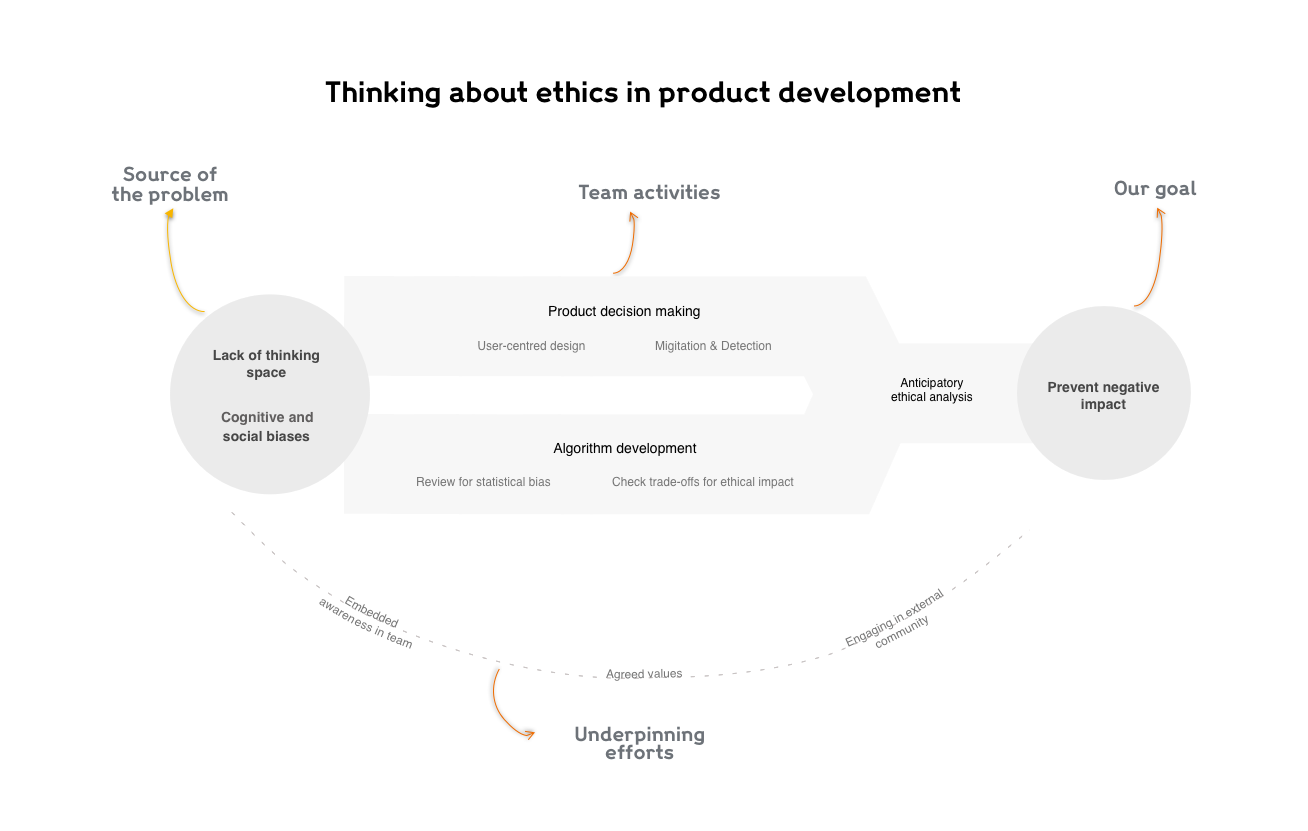 Thinking about ethics in product development
Source of
the problem
Team activities
Our goal
Product decision making
User-centred design
Migitation & Detection
Lack of thinking
space
Cognitive and
social biases
Anticipatory
ethical analysis
Prevent negative
impact
Algorithm development
Review for statistical bias
Check trade-offs for ethical impact
Embedded
awareness in team
Agreed values
Engaging in external
community
Underpinning
efforts